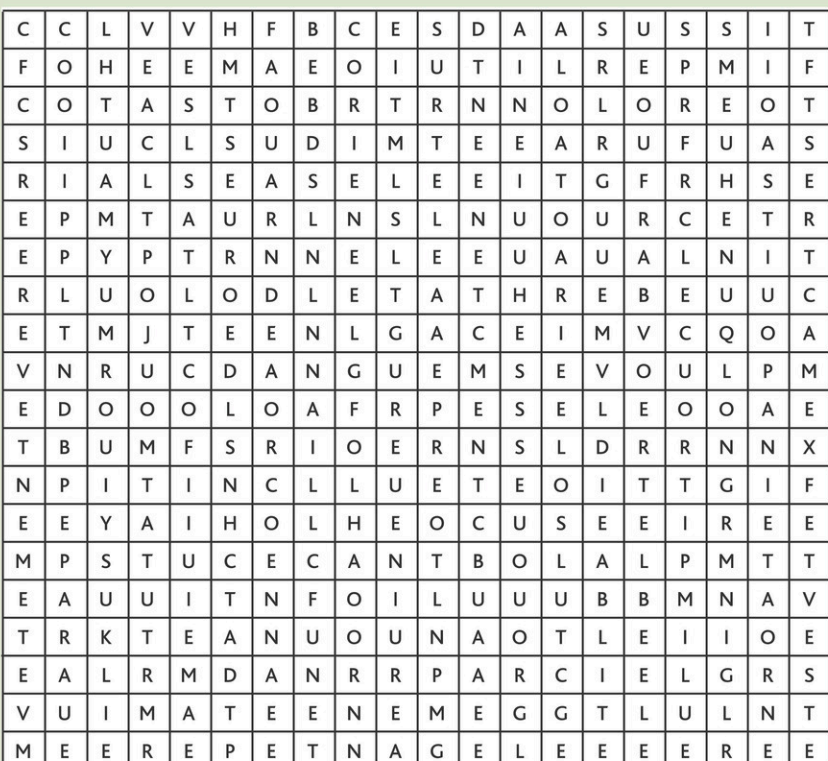 C C L V V H F B C E S D A A S U S S I T
F O H E E M A E O I U T I L R E P M I F
C O T A S T O B R T R N N O L O R E O T
S I U C L S U D I M T E E A R U F U A S
R I A L S E A S E L E E I T G F R H S E
E P M T A U R L N S L N U O U R C E T R
E P Y P T R N N E L E E U A U A L N I T
R L U O L O D L E T A T H R E B E U U C
E T M J T E E N L G A C E I M V C Q O A
V N R U C D A N G U E M S E V O U L P M
E D O O O L O A F R P E S E L E O O A E
T B U M F S R I O E R N S L D R R N N X
N P I T I N C L L U E T E O I T T G I F
E E Y A I H O L H E O C U S E E I R E E
M P S T U C E C A N T B O L A L P M T T
E A U U I T N F O I L U U U B B M N A V
T R K T E A N U O U N A O T L E I I O E
E A L R M D A N R R P A R C I E L G R S
V U I M A T E E N E M E G G T L U L N T
M E E R E P E T N A G E L E E E E R E E